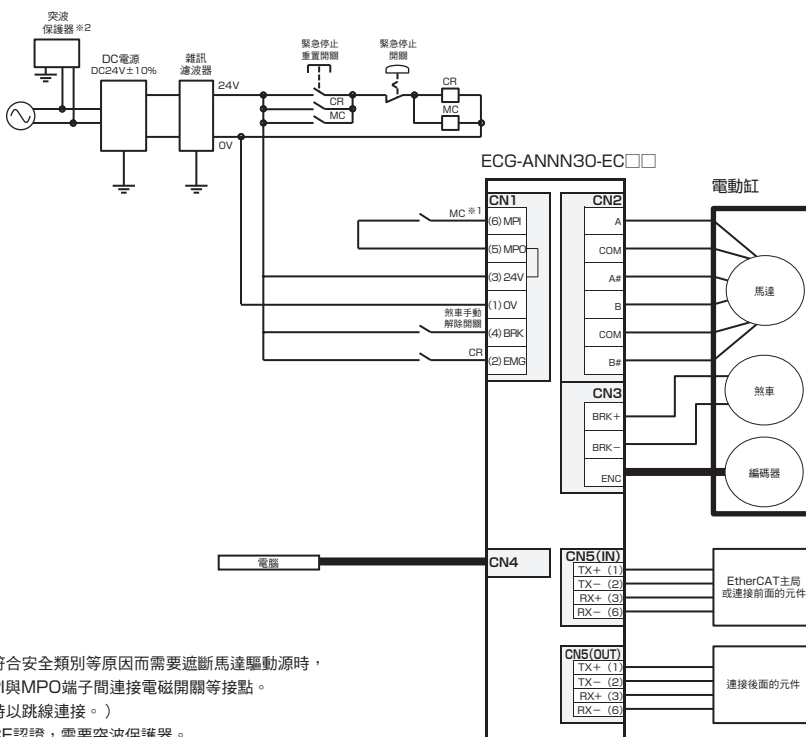 突波
保護器※2
DC電源
DC24V±10%
雜訊
濾波器
24V
0V
緊急停止
重置開關
CR
MC
緊急停止
開關
CR
MC
ECG-ANNN30-EC□□
電動缸
CN1
MC※1
(6) MPI
(5) MPO
(3) 24V
(1) 0V
煞車手動
解除開關
(4) BRK
CR
(2) EMG
CN2
A
COM
A#
B
COM
B#
馬達
CN3
BRK+
BRK−
ENC
煞車
編碼器
電腦
CN4
CN5(IN)
TX+ (1)
TX− (2)
RX+ (3)
RX− (6)
EtherCAT主局
或連接前面的元件
CN5(OUT)
TX+ (1)
TX− (2)
RX+ (3)
RX− (6)
連接後面的元件
符合安全類別等原因而需要遮斷馬達驅動源時，
與MPO端子間連接電磁開關等接點。
時以跳線連接。）
認證，需要突波保護器。